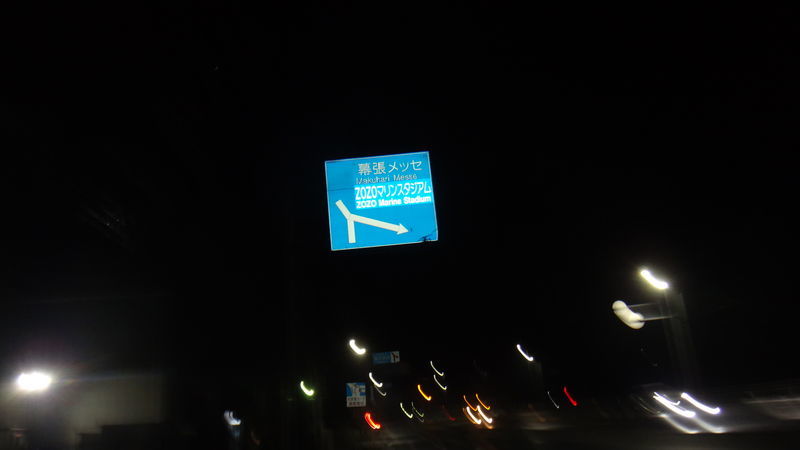 幕張メッセ
Makuhari Messe
ZOZOマリンスタジアム
ZOZO Marine Stadium